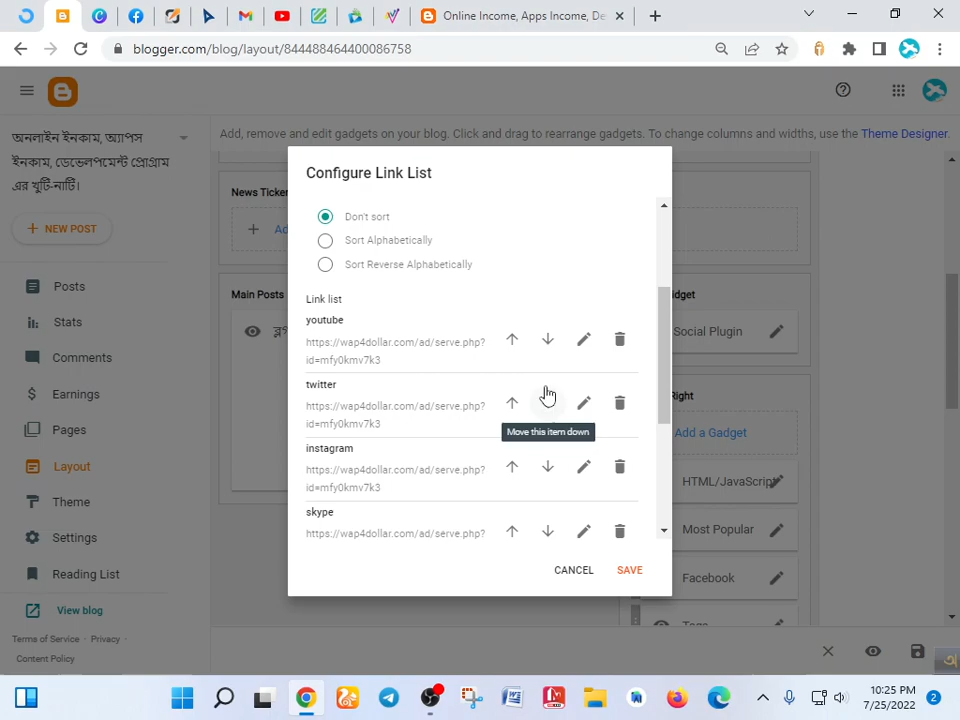 Online Income, Apps Income, De
blogger.com/blog/layout/844488464400086758
অনলাইন ইনকাম, অ্যাপস
ইনকাম, ডেভেলপমেন্ট প্রোগ্রাম
এর খুটি-নাটি।
Add, remove and edit gadgets on your blog. Click and drag to rearrange gadgets. To change columns and widths, use the Theme Designer.
NEW POST
Posts
Stats
Comments
Earnings
Pages
Layout
Theme
Settings
Reading List
View blog
Terms of Service · Privacy ·
Content Policy
News Ticker
Main Posts
Configure Link List
Don't sort
Sort Alphabetically
Sort Reverse Alphabetically
Link list
youtube
https://wap4dollar.com/ad/serve.php?
id=mfy0kmv7k3
twitter
https://wap4dollar.com/ad/serve.php?
id=mfy0kmv7k3
Move this item down
instagram
https://wap4dollar.com/ad/serve.php?
id=mfy0kmv7k3
skype
https://wap4dollar.com/ad/serve.php?
CANCEL
SAVE
Social Plugin
Right
Add a Gadget
HTML/JavaScript
Most Popular
Facebook
Tags
10:25 PM
7/25/2022
2